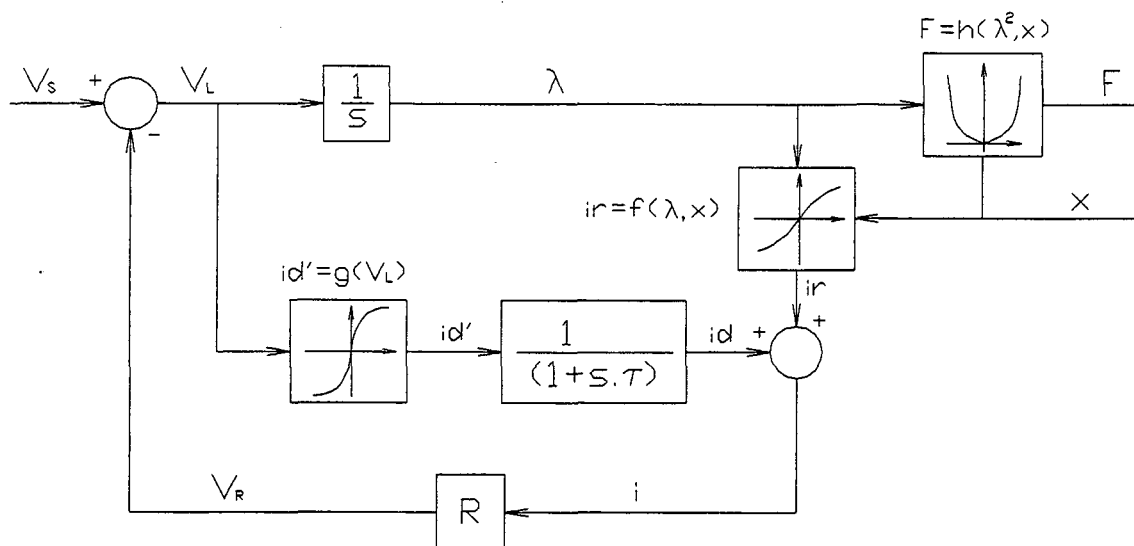 F=h(λ²,x)
Vs
+
-
VL
1
s
λ
F
ir=f(λ,x)
x
id'=g(VL)
ir
id'
1
(1+s.τ)
id
+
+
VR
R
i